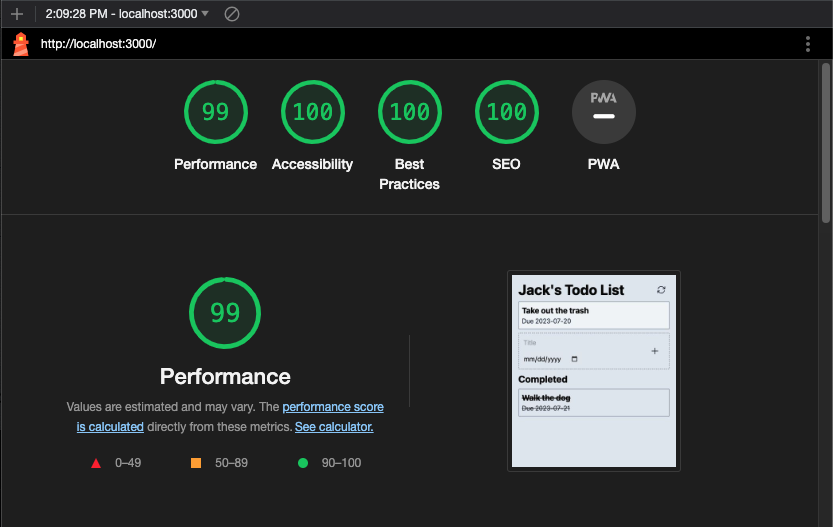 2:09:28 PM - localhost:3000
http://localhost:3000/
99
100
100
100
PWA
Performance
Accessibility
Best
Practices
SEO
PWA
99
Performance
Values are estimated and may vary. The performance score
is calculated directly from these metrics. See calculator.
0–49
50–89
90–100
Jack's Todo List
Take out the trash
Due 2023-07-20
Title
mm/dd/yyyy
Completed
Walk the dog
Due 2023-07-21